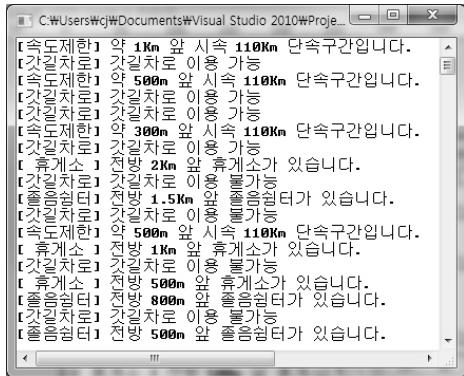 C:₩Users₩cj₩Documents₩Visual Studio 2010₩Proje...
[속도제한] 약 1Km 앞 시속 110Km 단속구간입니다.
[갓길차로] 갓길차로 이용 가능
[속도제한] 약 500m 앞 시속 110Km 단속구간입니다.
[갓길차로] 갓길차로 이용 가능
[갓길차로] 갓길차로 이용 가능
[속도제한] 약 300m 앞 시속 110Km 단속구간입니다.
[갓길차로] 갓길차로 이용 가능
[ 휴게소 ] 전방 2Km 앞 휴게소가 있습니다.
[갓길차로] 갓길차로 이용 불가능
[졸음쉼터] 전방 1.5Km 앞 졸음쉼터가 있습니다.
[갓길차로] 갓길차로 이용 불가능
[속도제한] 약 500m 앞 시속 110Km 단속구간입니다.
[ 휴게소 ] 전방 1Km 앞 휴게소가 있습니다.
[갓길차로] 갓길차로 이용 불가능
[ 휴게소 ] 전방 500m 앞 휴게소가 있습니다.
[졸음쉼터] 전방 800m 앞 졸음쉼터가 있습니다.
[갓길차로] 갓길차로 이용 불가능
[졸음쉼터] 전방 500m 앞 졸음쉼터가 있습니다.